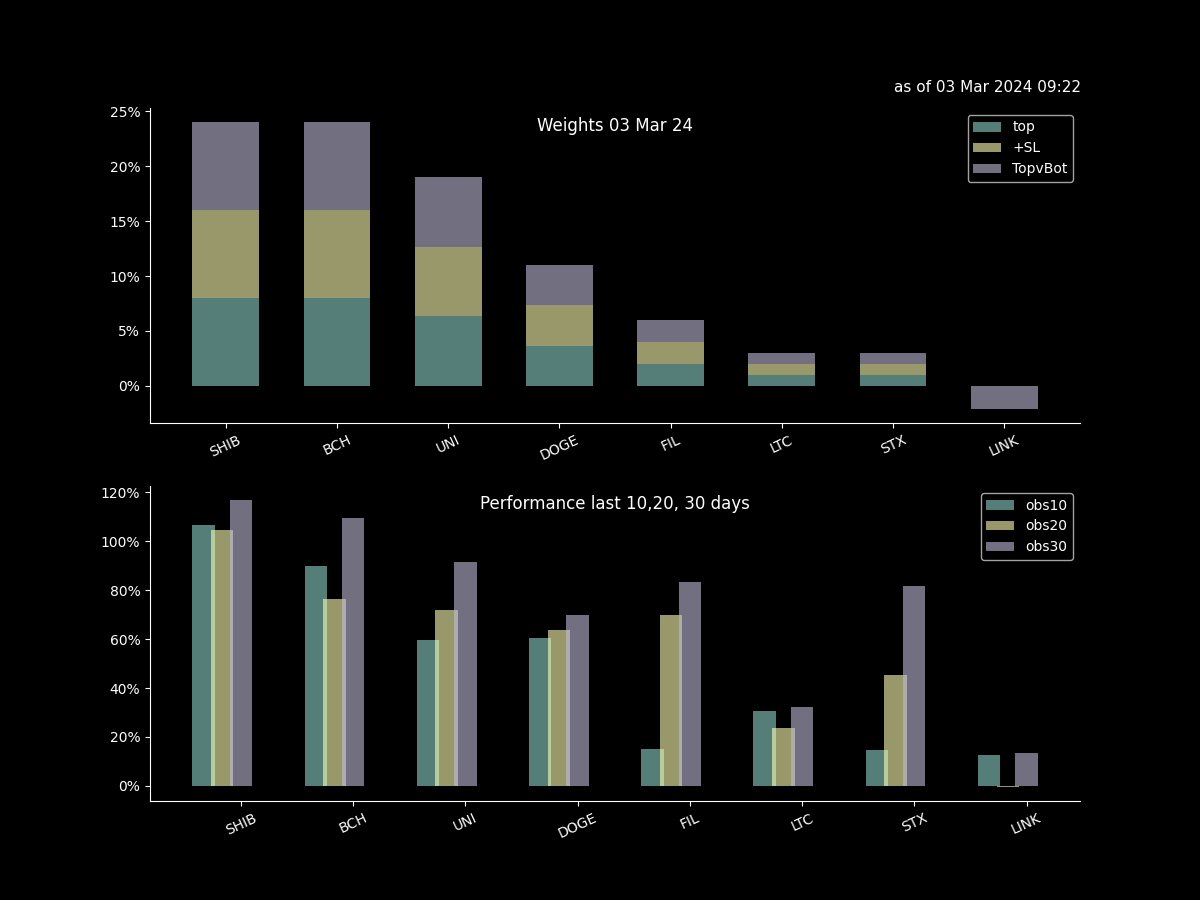 as of 03 Mar 2024 09:22
Weights 03 Mar 24
25%
20%
15%
10%
5%
0%
top
+SL
TopvBot
SHIB BCH UNI DOGE FIL LTC STX LINK
Performance last 10,20, 30 days
120%
100%
80%
60%
40%
20%
0%
obs10
obs20
obs30
SHIB BCH UNI DOGE FIL LTC STX LINK